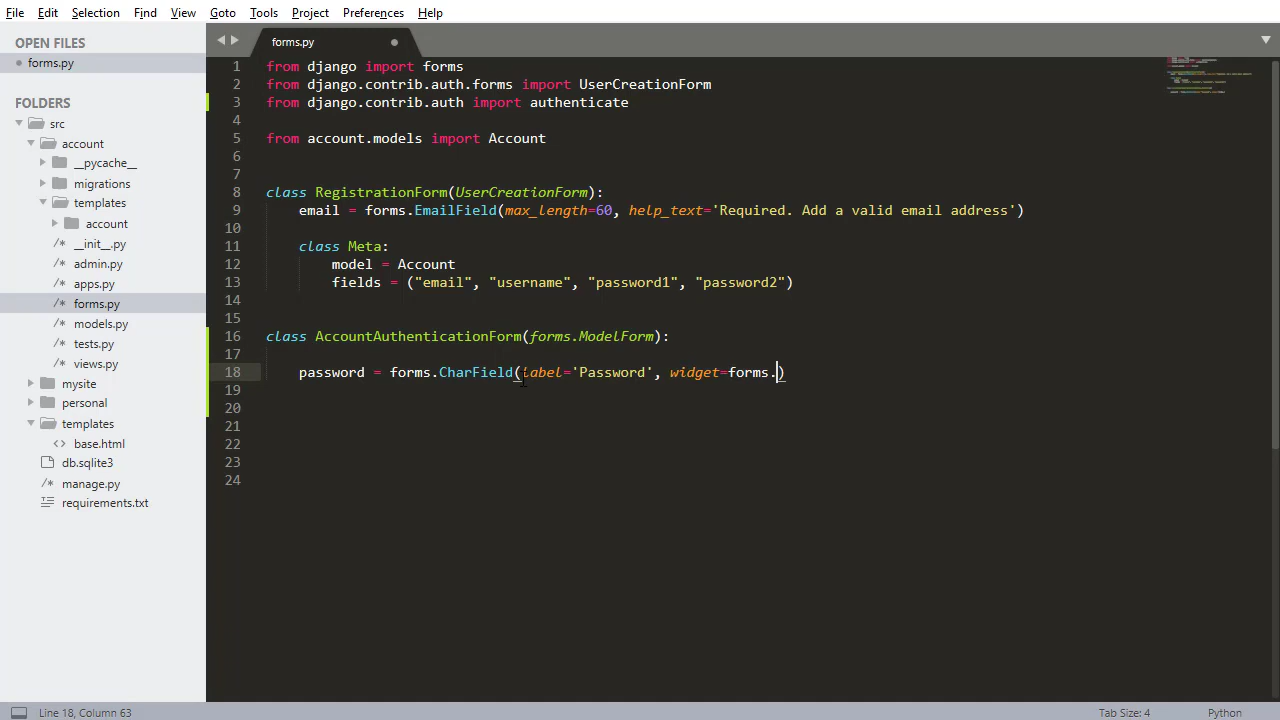 File Edit Selection Find View Goto Tools Project Preferences Help
OPEN FILES
forms.py
FOLDERS
src
account
__pycache__
migrations
templates
account
__init__.py
admin.py
apps.py
forms.py
models.py
tests.py
views.py
mysite
personal
templates
base.html
db.sqlite3
manage.py
requirements.txt
forms.py
1 from django import forms
2 from django.contrib.auth.forms import UserCreationForm
3 from django.contrib.auth import authenticate
4
5 from account.models import Account
6
7
8 class RegistrationForm(UserCreationForm):
9 email = forms.EmailField(max_length=60, help_text='Required. Add a valid email address')
10
11 class Meta:
12 model = Account
13 fields = ("email", "username", "password1", "password2")
14
15
16 class AccountAuthenticationForm(forms.ModelForm):
17
18 password = forms.CharField(label='Password', widget=forms.)
19
20
21
22
23
24
Line 18, Column 63 Tab Size: 4 Python